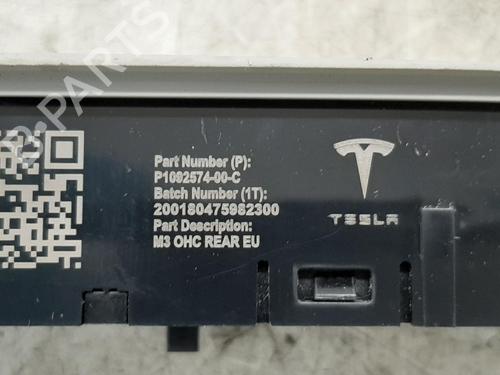 Part Number (P):
P1092574-00-C
Batch Number (1T):
200180475982300
Part Description:
M3 OHC REAR EU
TESLA